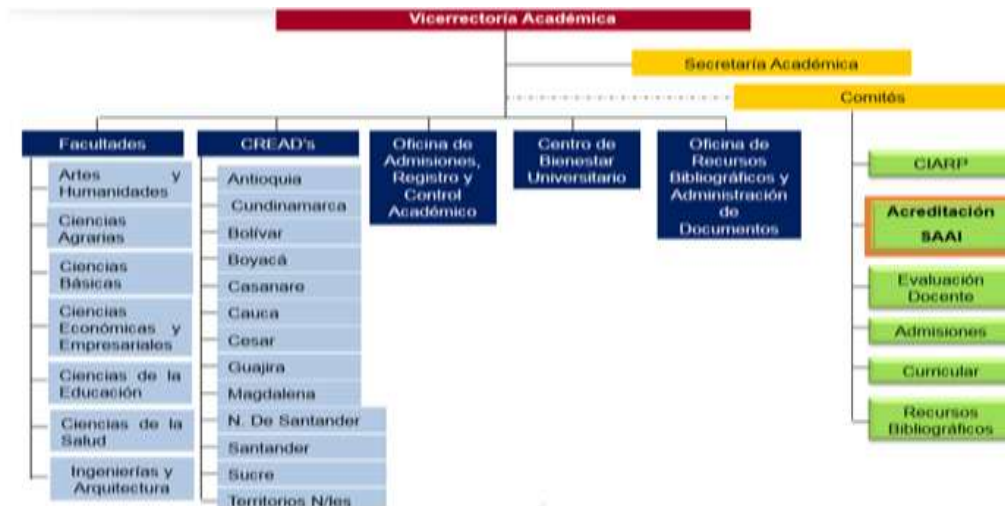 Vicerrectoría Académica
Secretaría Académica
Comités
Facultades
Artes y
Humanidades
Ciencias
Agrarias
Ciencias
Básicas
Ciencias
Económicas y
Empresariales
Ciencias de la
Educación
Ciencias de la
Salud
Ingenierías y
Arquitectura
CREAD's
Antioquia
Cundinamarca
Bolívar
Boyacá
Casanare
Cauca
Cesar
Guajira
Magdalena
N. De Santander
Santander
Sucre
Territorios N/les
Oficina de
Admisiones,
Registro y
Control
Académico
Centro de
Bienestar
Universitario
Oficina de
Recursos
Bibliográficos y
Administración
de
Documentos
CIARP
Acreditación
SAAI
Evaluación
Docente
Admisiones
Curricular
Recursos
Bibliográficos